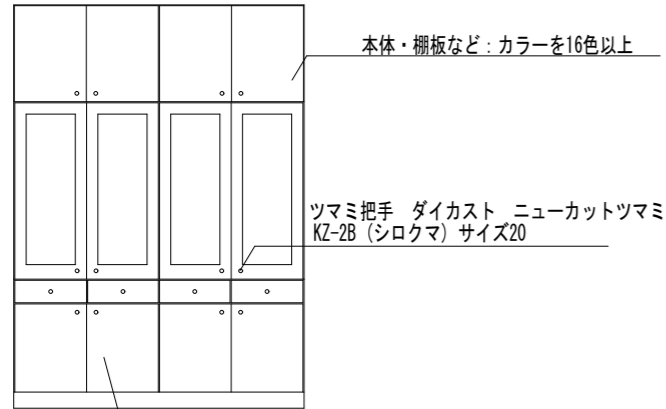 本体・棚板など：カラーを16色以上
ツマミ把手　ダイカスト　ニューカットツマミ
KZ-2B（シロクマ）サイズ20